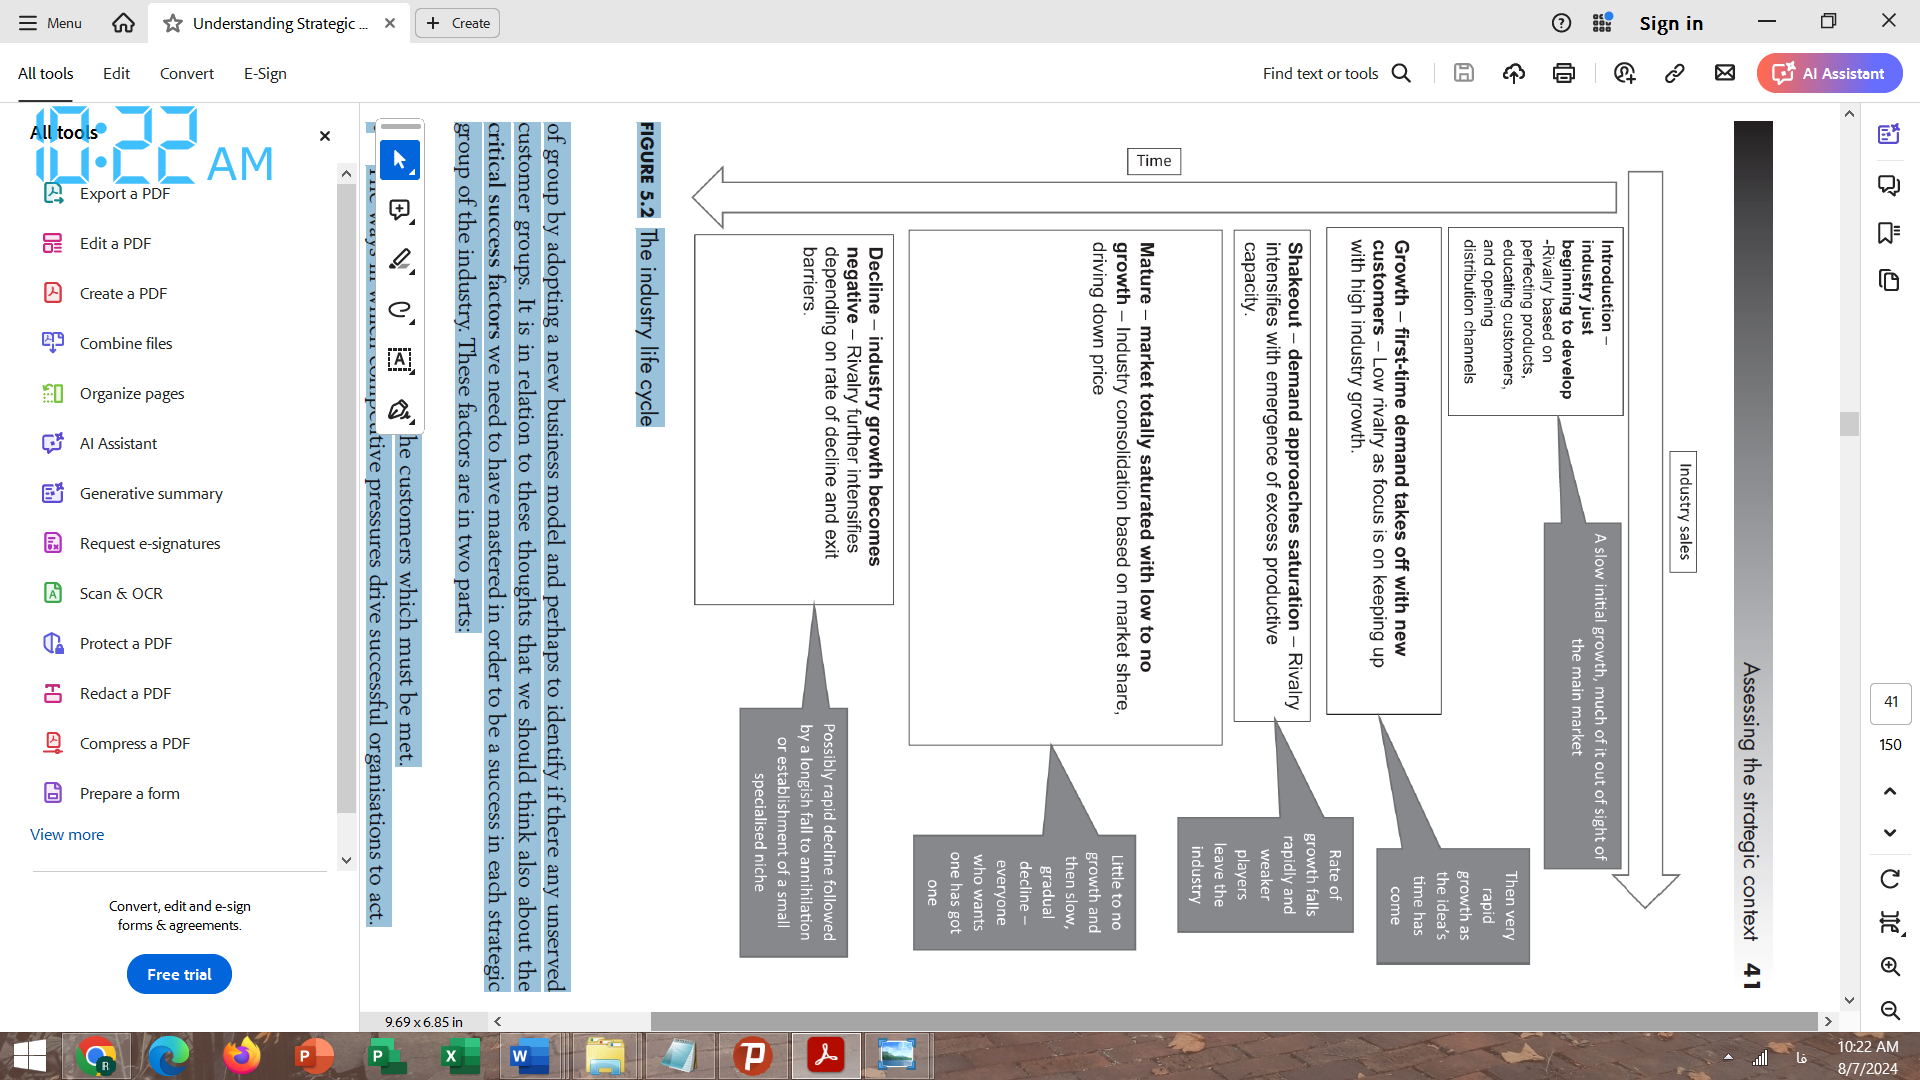 Menu
Understanding Strategic ...
Create
Sign in
All tools
Edit
Convert
E-Sign
Find text or tools
AI Assistant
All tools
10:22 AM
Export a PDF
Edit a PDF
Create a PDF
Combine files
Organize pages
AI Assistant
Generative summary
Request e-signatures
Scan & OCR
Protect a PDF
Redact a PDF
Compress a PDF
Prepare a form
View more
Convert, edit and e-sign
forms & agreements.
Free trial
Assessing the strategic context 41
Industry sales
Time
Introduction –
industry just
beginning to develop
-Rivalry based on
perfecting products,
educating customers,
and opening
distribution channels
A slow initial growth, much of it out of sight of
the main market
Growth – first-time demand takes off with new
customers – Low rivalry as focus is on keeping up
with high industry growth.
Then very
rapid
growth as
the idea's
time has
come
Shakeout – demand approaches saturation – Rivalry
intensifies with emergence of excess productive
capacity.
Rate of
growth falls
rapidly and
weaker
players
leave the
industry
Mature – market totally saturated with low to no
growth – Industry consolidation based on market share,
driving down price
Little to no
growth and
then slow,
gradual
decline –
everyone
who wants
one has got
one
Decline – industry growth becomes
negative – Rivalry further intensifies
depending on rate of decline and exit
barriers.
Possibly rapid decline followed
by a longish fall to annihilation
or establishment of a small
specialised niche
FIGURE 5.2 The industry life cycle
of group by adopting a new business model and perhaps to identify if there any unserved
customer groups. It is in relation to these thoughts that we should think also about the
critical success factors we need to have mastered in order to be a success in each strategic
group of the industry. These factors are in two parts:
he customers which must be met.
The ways in which competitive pressures drive successful organisations to act.
41
150
9.69 x 6.85 in
فا
10:22 AM
8/7/2024